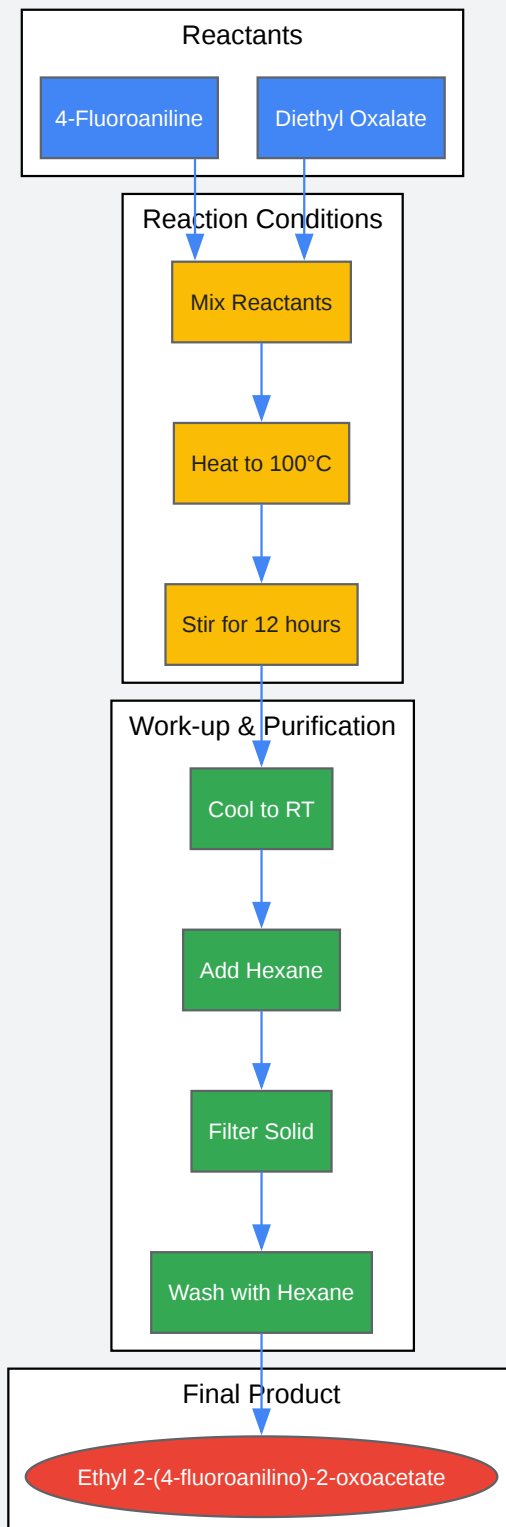 Reactants
4-Fluoroaniline
Diethyl Oxalate
Reaction Conditions
Mix Reactants
Heat to 100°C
Stir for 12 hours
Work-up & Purification
Cool to RT
Add Hexane
Filter Solid
Wash with Hexane
Final Product
Ethyl 2-(4-fluoroanilino)-2-oxoacetate